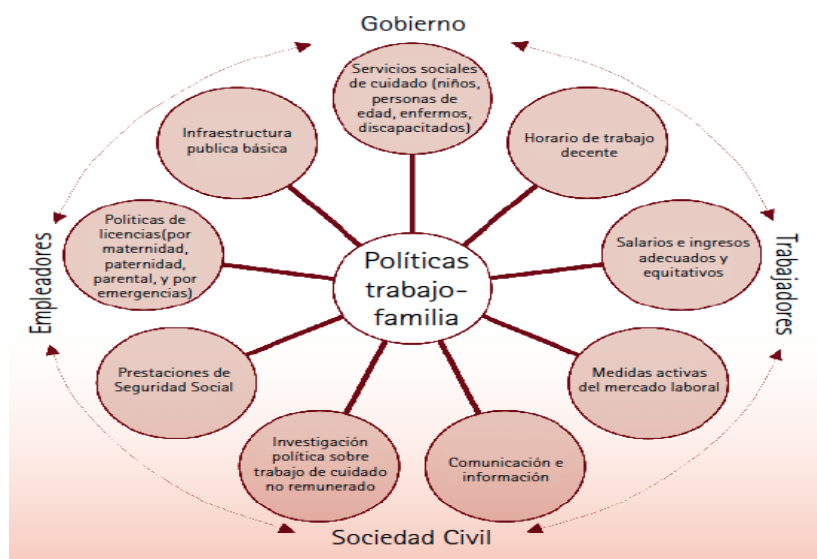 Gobierno
Servicios sociales
de cuidado (niños,
personas de
edad, enfermos,
discapacitados)
Infraestructura
publica básica
Horario de trabajo
decente
Politicas de
licencias(por
maternidad,
paternidad,
parental, y por
emergencias)
Políticas
trabajo-
familia
Salarios e ingresos
adecuados y
equitativos
Empleadores
Trabajadores
Prestaciones de
Seguridad Social
Medidas activas
del mercado laboral
Investigación
política sobre
trabajo de cuidado
no remunerado
Comunicación e
información
Sociedad Civil